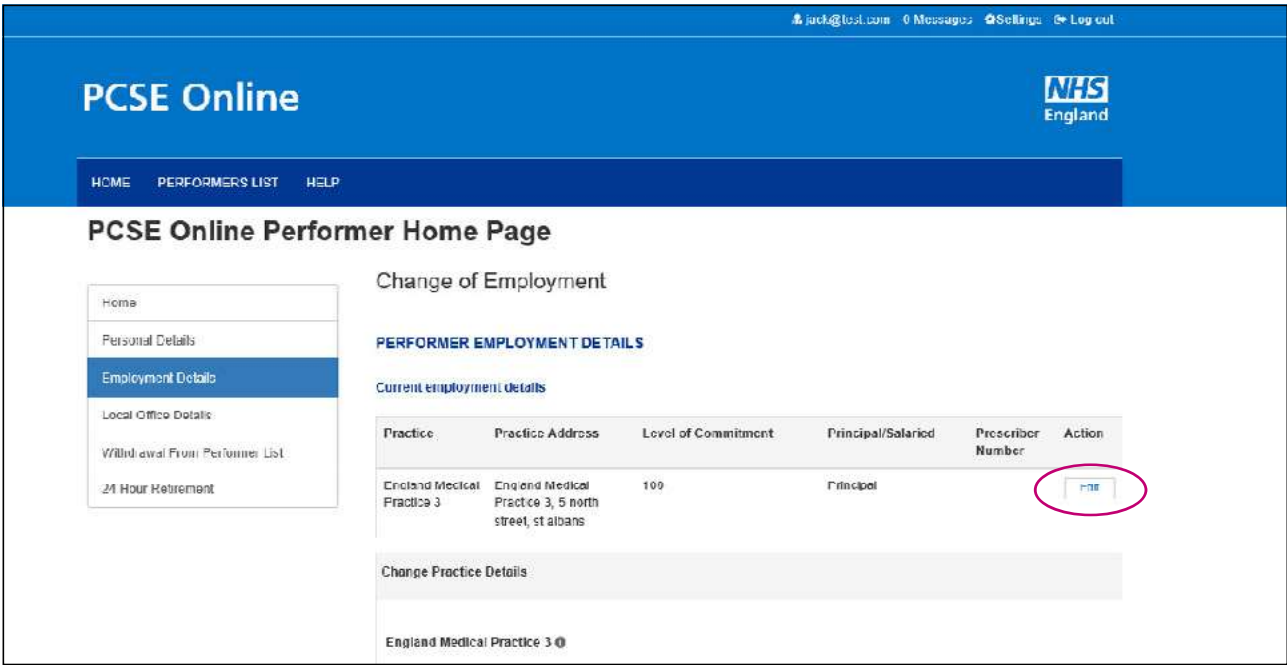 jack@test.com 0 Messages Settings Log out
PCSE Online
NHS
England
HOME PERFORMERS LIST HELP
PCSE Online Performer Home Page
Home
Personal Details
Employment Details
Local Office Details
Withdrawal From Performer List
24 Hour Retirement
Change of Employment
PERFORMER EMPLOYMENT DETAILS
Current employment details
Practice Practice Address Level of Commitment Principal/Salaried Prescriber Action
Number
England Medical England Medical 100 Principal Edit
Practice 3 Practice 3, 5 north
street, st albans
Change Practice Details
England Medical Practice 3